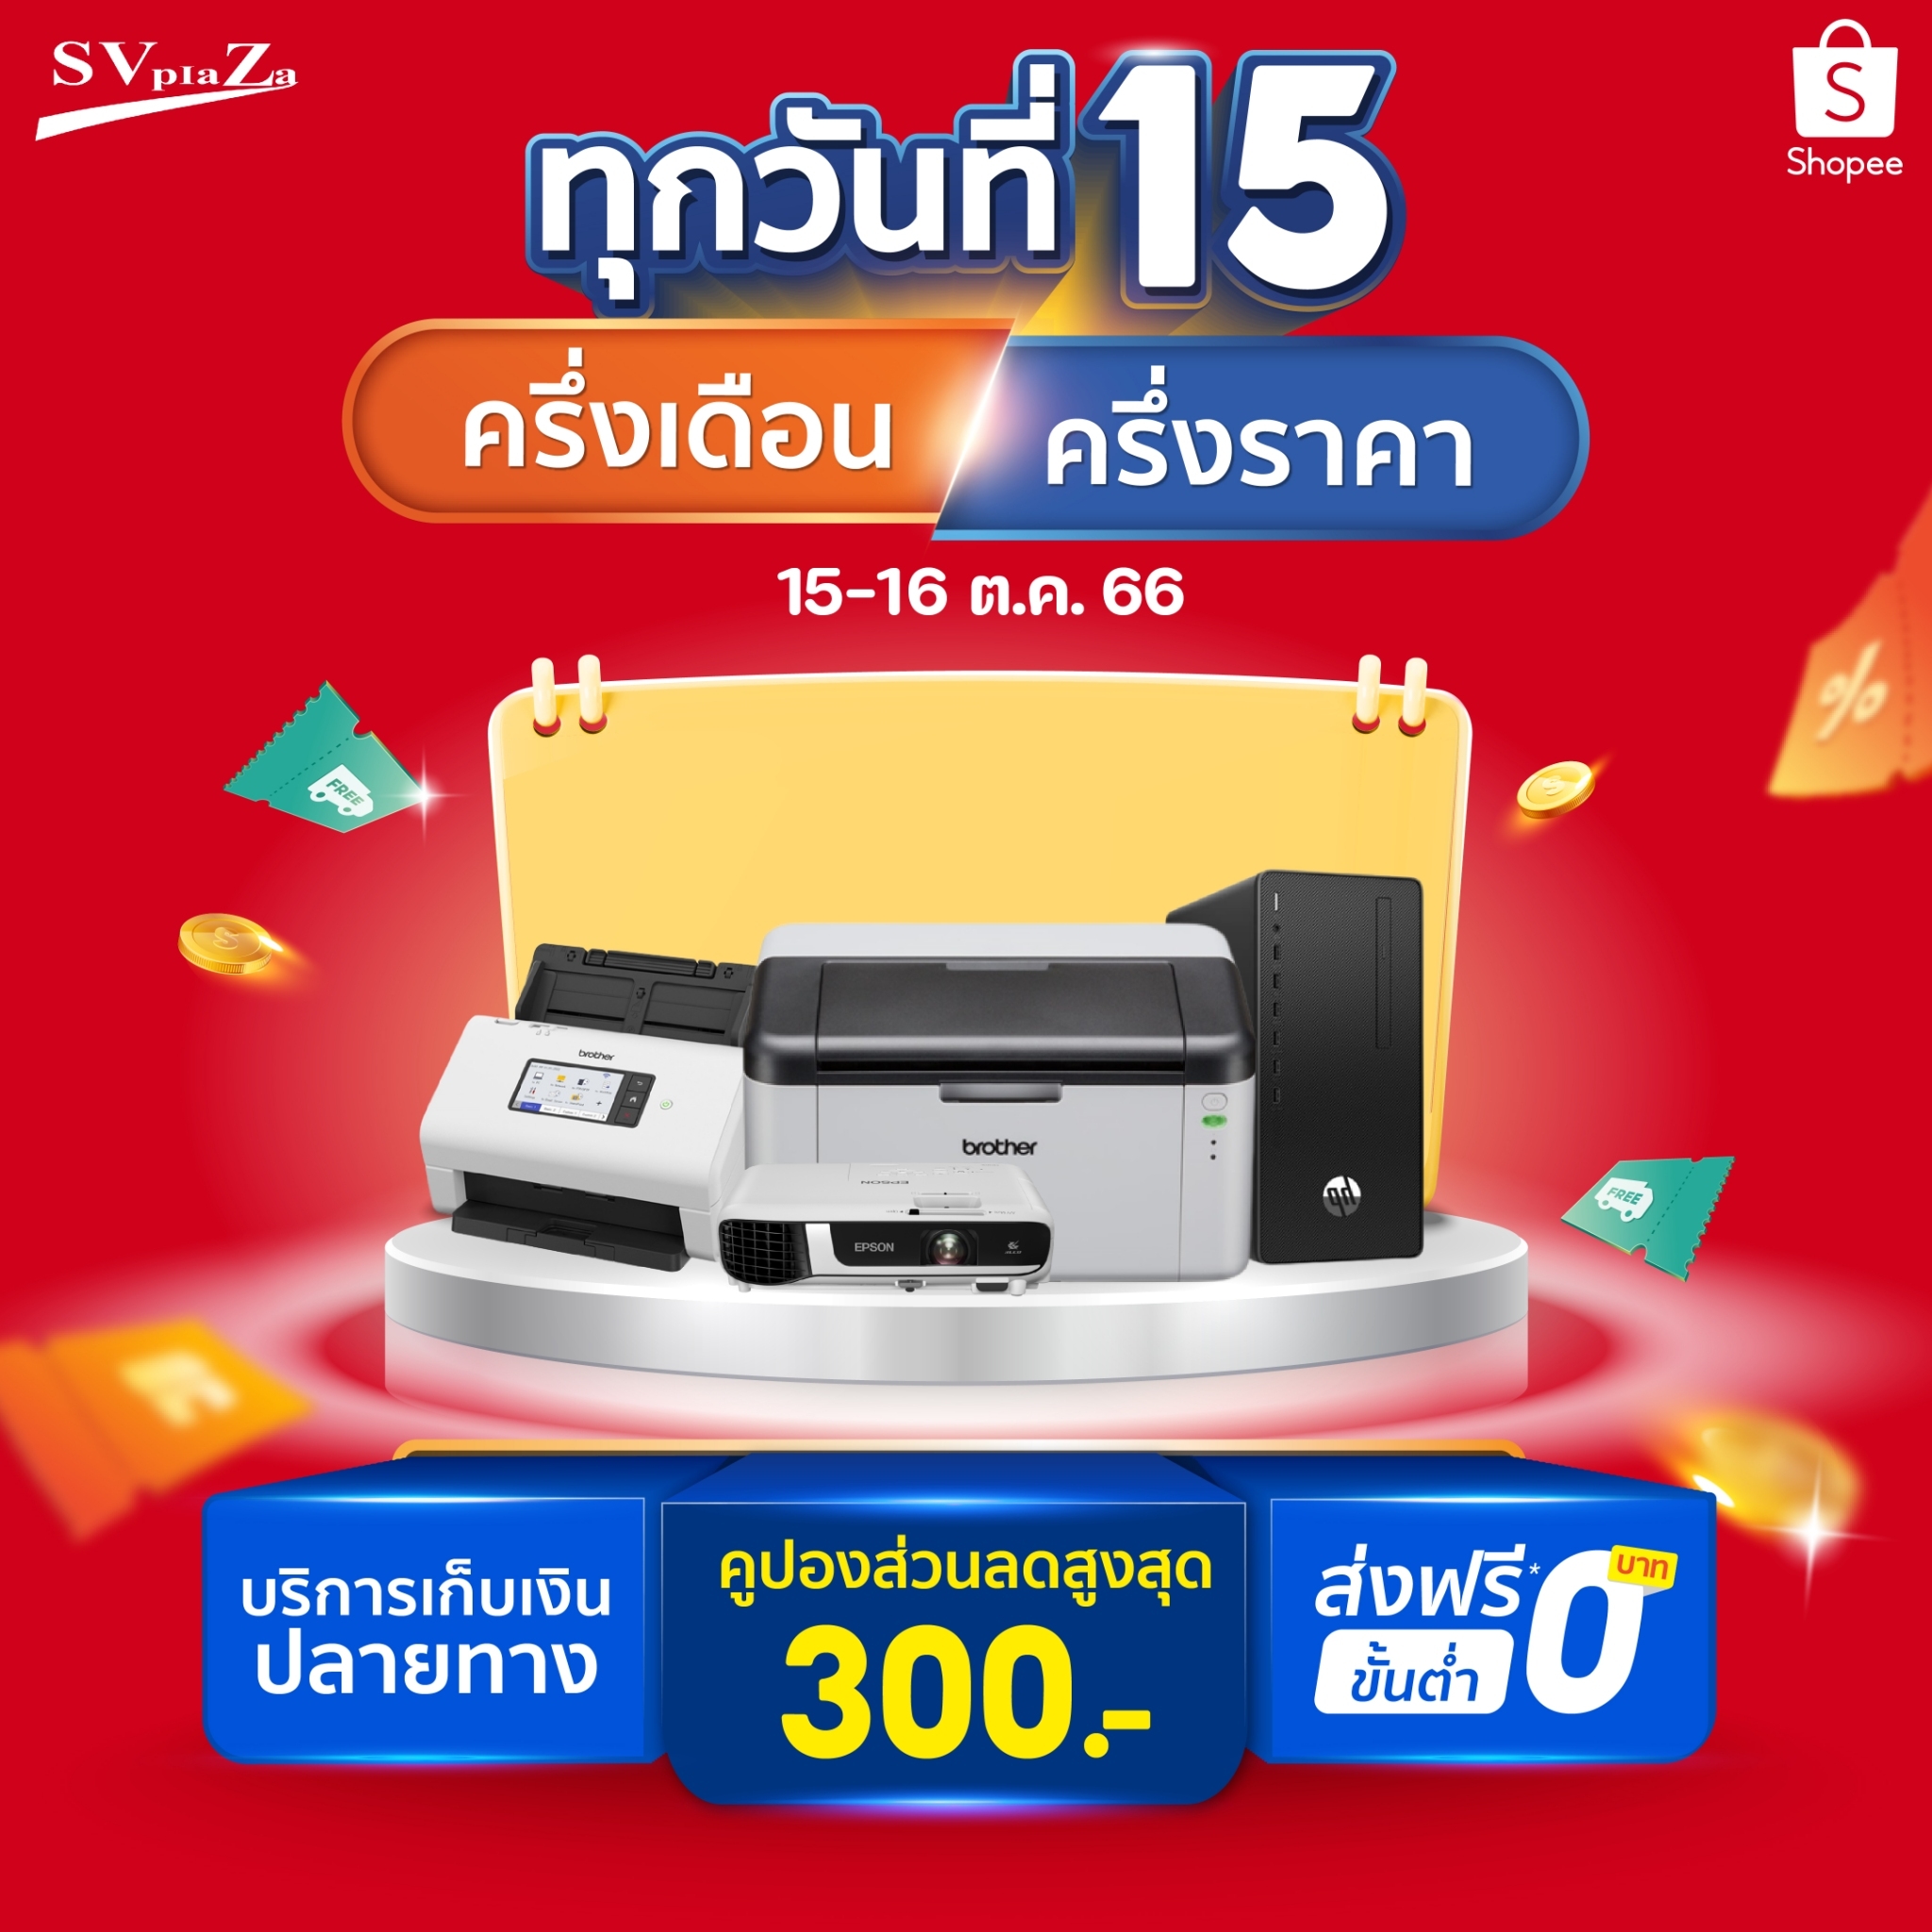 SVplaZa
Shopee
ทุกวันที่ 15
ครึ่งเดือน
ครึ่งราคา
15-16 ต.ค. 66
FREE
%
brother
brother
hp
FREE
EPSON
EPSON
บริการเก็บเงิน
ปลายทาง
คูปองส่วนลดสูงสุด
300.-
ส่งฟรี*
ขั้นต่ำ
0 บาท